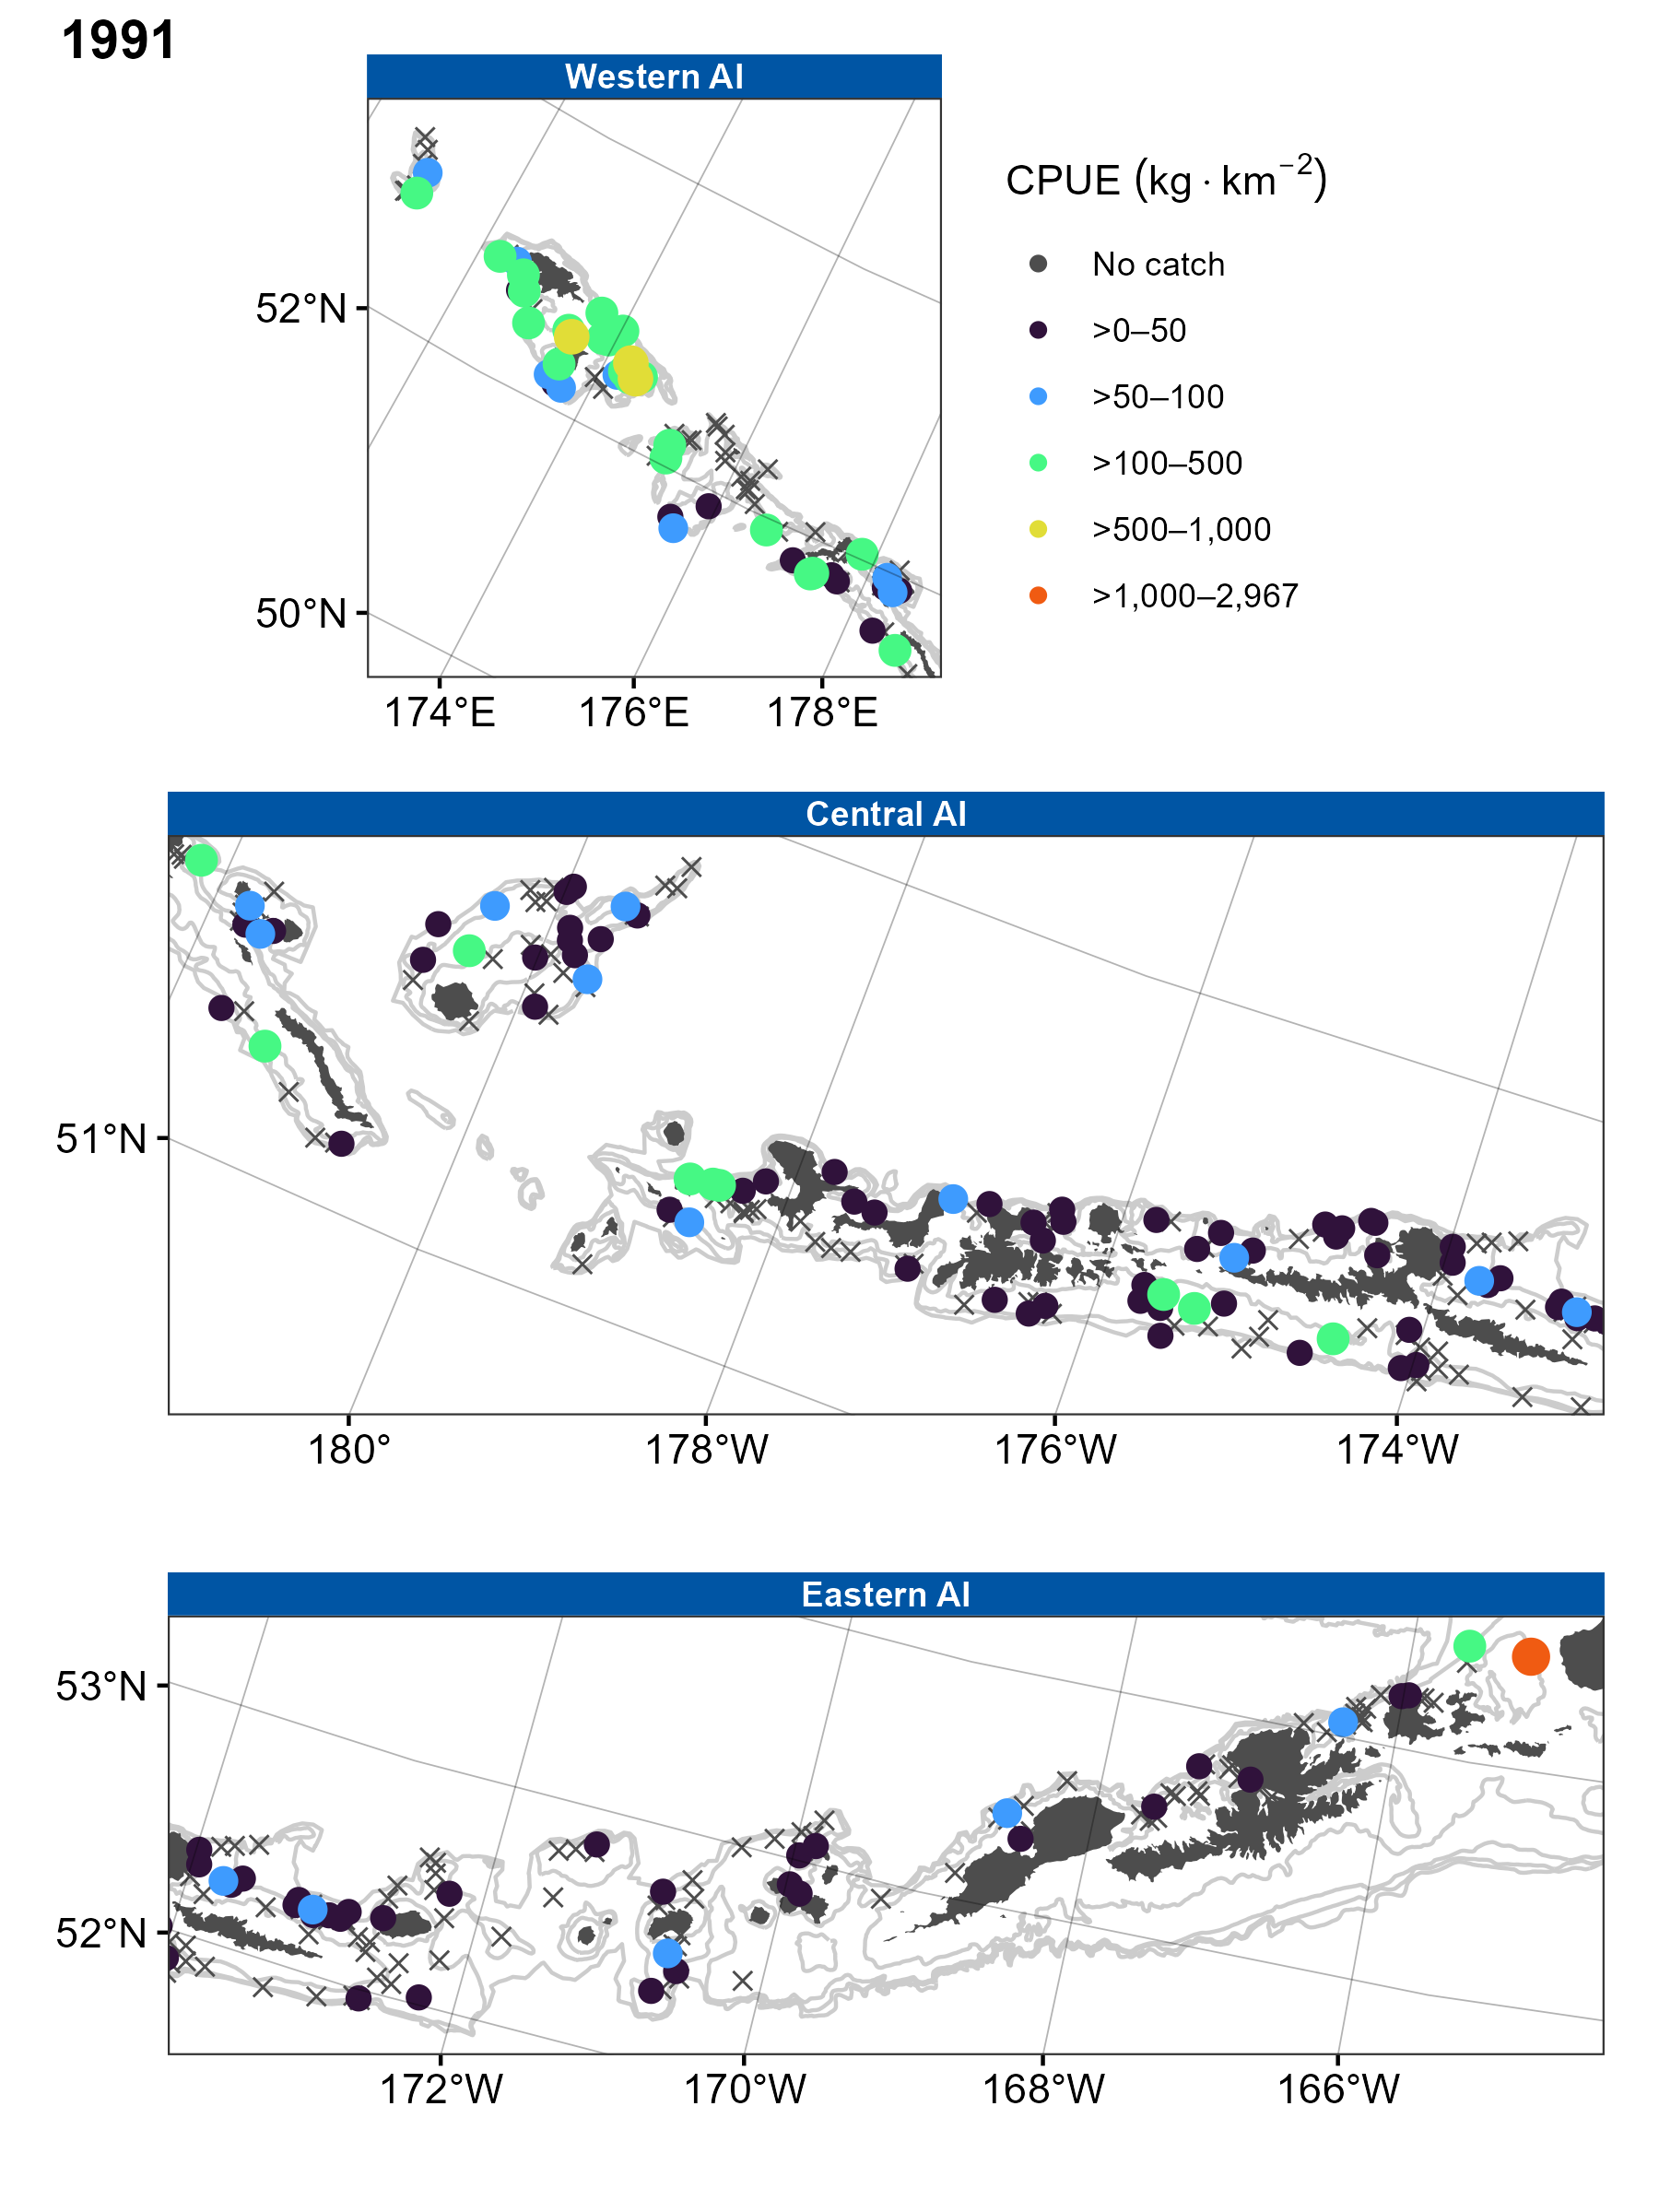 1991
Western AI
CPUE (kg · km−2)
No catch
>0–50
>50–100
>100–500
>500–1,000
>1,000–2,967
52°N
50°N
174°E 176°E 178°E
Central AI
51°N
180° 178°W 176°W 174°W
Eastern AI
53°N
52°N
172°W 170°W 168°W 166°W